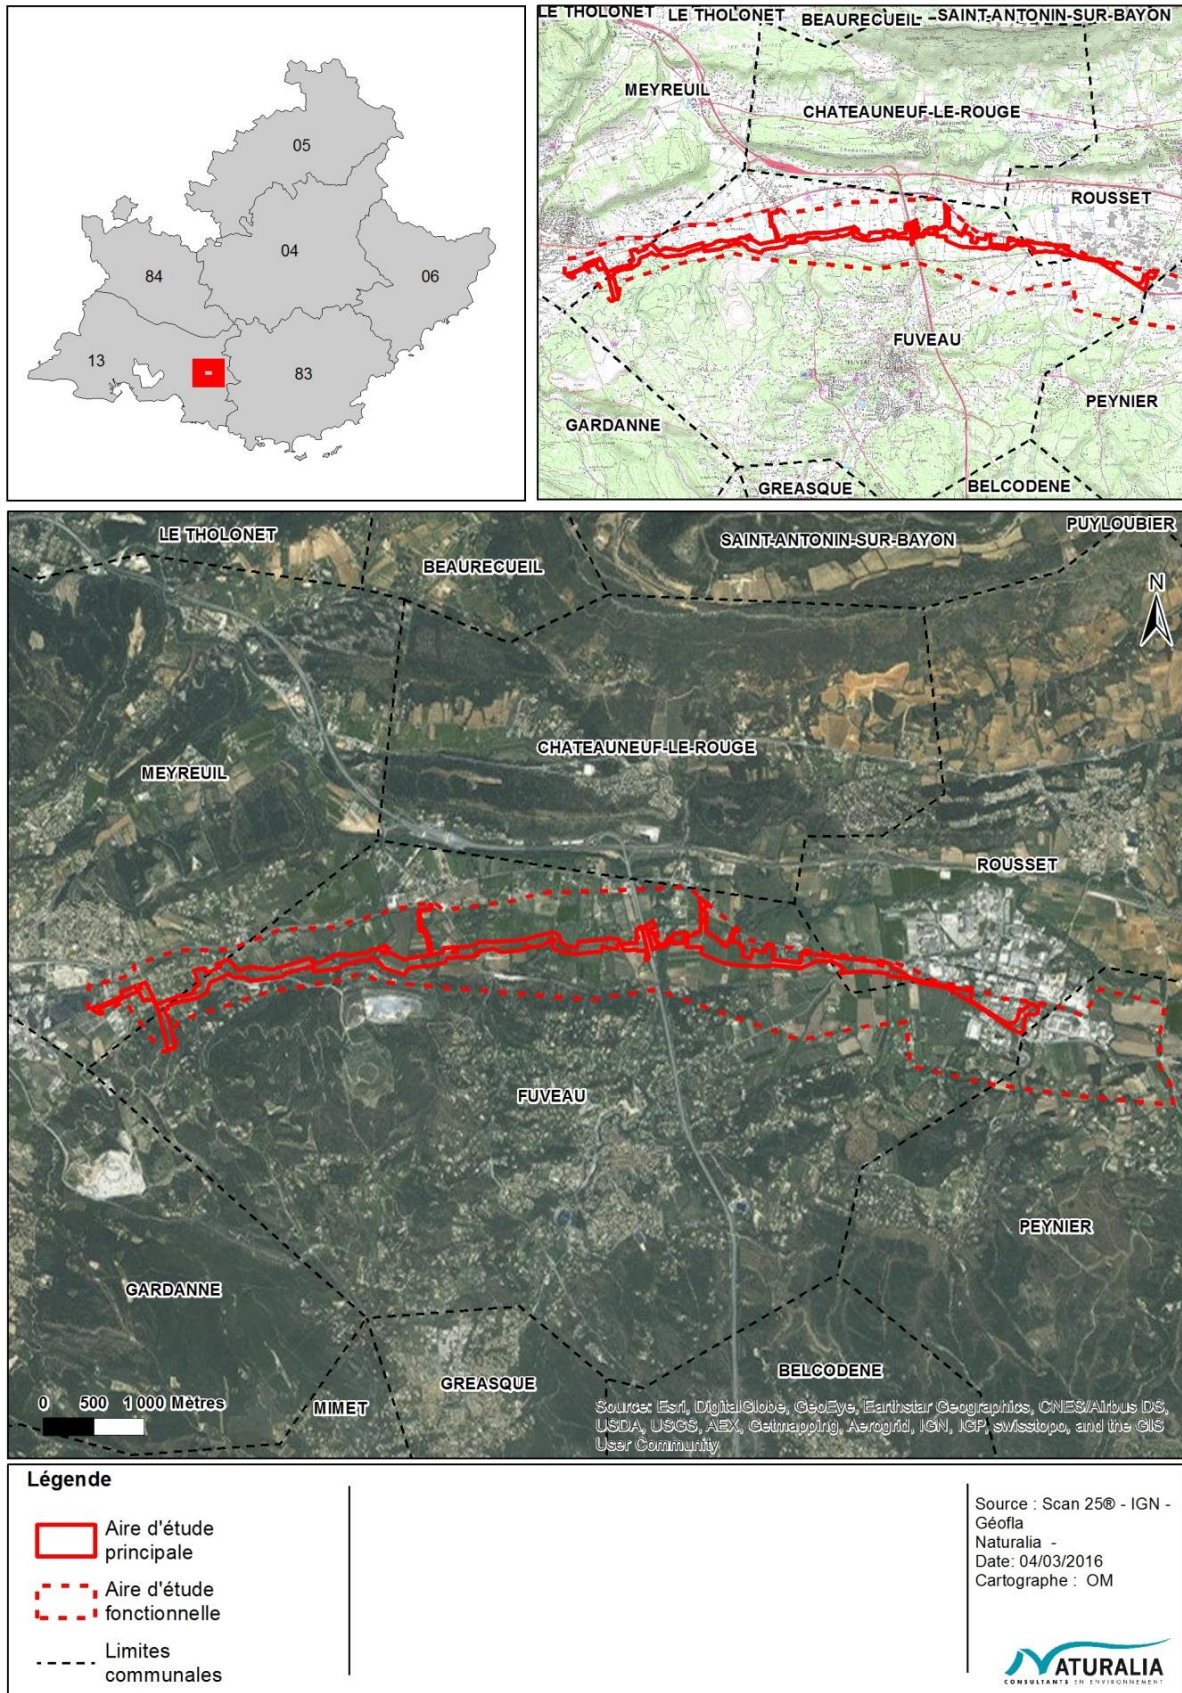 05
04
84
06
13
83
LE THOLONET
LE THOLONET
BEAURECUEIL
SAINT-ANTONIN-SUR-BAYON
MEYREUIL
CHATEAUNEUF-LE-ROUGE
ROUSSET
FUVEAU
PEYNIER
GARDANNE
GREASQUE
BELCODENE
LE THOLONET
BEAURECUEIL
SAINT-ANTONIN-SUR-BAYON
PUYLOUBIER
N
MEYREUIL
CHATEAUNEUF-LE-ROUGE
ROUSSET
FUVEAU
PEYNIER
GARDANNE
GREASQUE
BELCODENE
MIMET
0 500 1 000 Mètres
Source: Esri, DigitalGlobe, GeoEye, Earthstar Geographics, CNES/Airbus DS,
USDA, USGS, AEX, Getmapping, Aerogrid, IGN, IGP, swisstopo, and the GIS
User Community
Légende
Aire d'étude
principale
Aire d'étude
fonctionnelle
Limites
communales
Source : Scan 25® - IGN -
Géofla
Naturalia -
Date: 04/03/2016
Cartographe : OM
NATURALIA
CONSULTANTS EN ENVIRONNEMENT